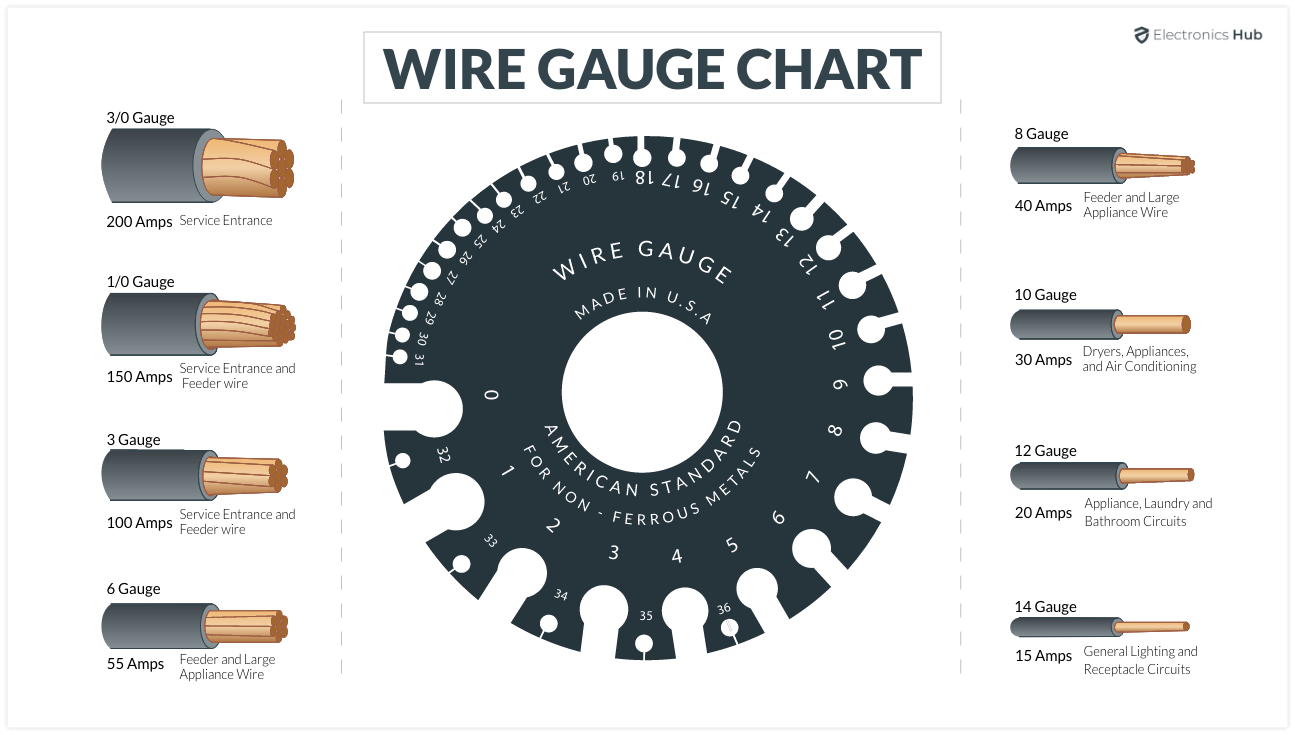 WIRE GAUGE CHART
Electronics Hub
3/0 Gauge
200 Amps
Service Entrance
1/0 Gauge
150 Amps
Service Entrance and
Feeder wire
3 Gauge
100 Amps
Service Entrance and
Feeder wire
6 Gauge
55 Amps
Feeder and Large
Appliance Wire
WIRE GAUGE
MADE IN U.S.A
AMERICAN STANDARD
FOR NON - FERROUS METALS
0
1
2
3
4
5
6
7
8
9
10
11
12
13
14
15
16
17
18
19
20
21
22
23
24
25
26
27
28
29
30
31
32
33
34
35
36
8 Gauge
40 Amps
Feeder and Large
Appliance Wire
10 Gauge
30 Amps
Dryers, Appliances,
and Air Conditioning
12 Gauge
20 Amps
Appliance, Laundry and
Bathroom Circuits
14 Gauge
15 Amps
General Lighting and
Receptacle Circuits